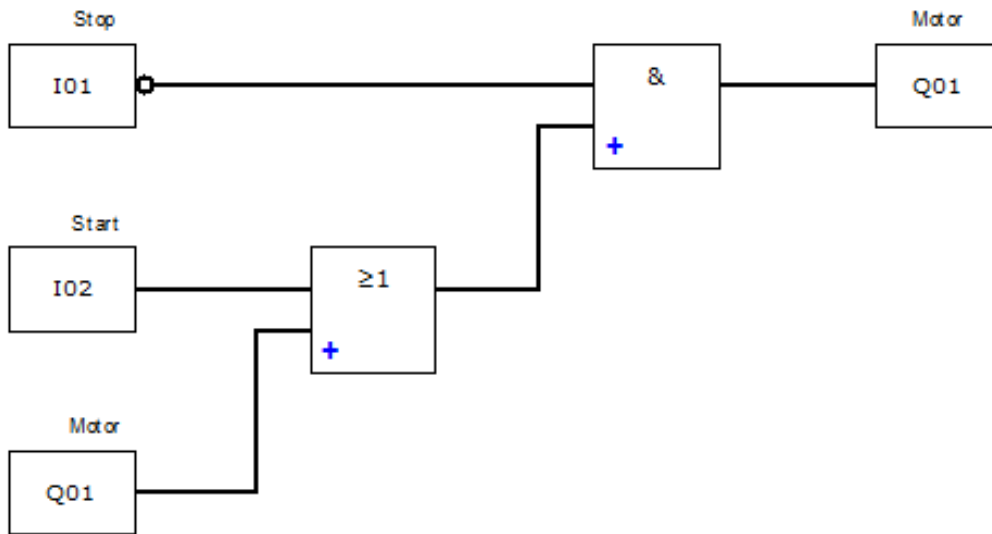 Stop
Motor
I01
&
Q01
+
Start
I02
≥1
+
Motor
Q01